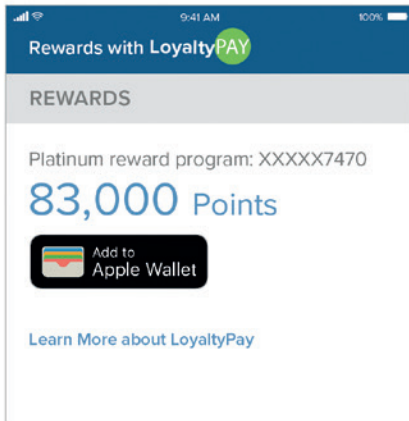 9:41 AM
100%
Rewards with LoyaltyPAY
REWARDS
Platinum reward program: XXXXX7470
83,000 Points
Add to
Apple Wallet
Learn More about LoyaltyPay